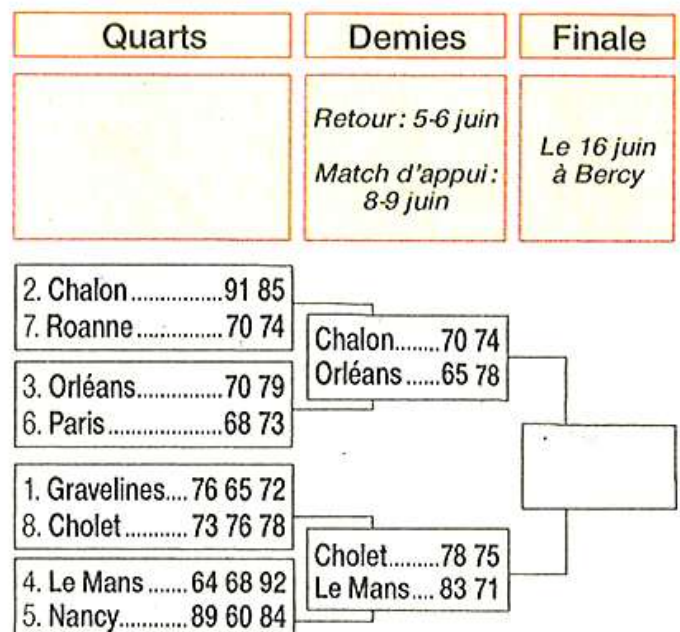 Quarts
Demies
Finale
Retour: 5-6 juin
Match d'appui:
8-9 juin
Le 16 juin
à Bercy
2. Chalon...............91 85
7. Roanne..............70 74
3. Orléans..............70 79
6. Paris....................68 73
1. Gravelines....76 65 72
8. Cholet...........73 76 78
4. Le Mans.......64 68 92
5. Nancy...........89 60 84
Chalon........70 74
Orléans......65 78
Cholet.........78 75
Le Mans....83 71